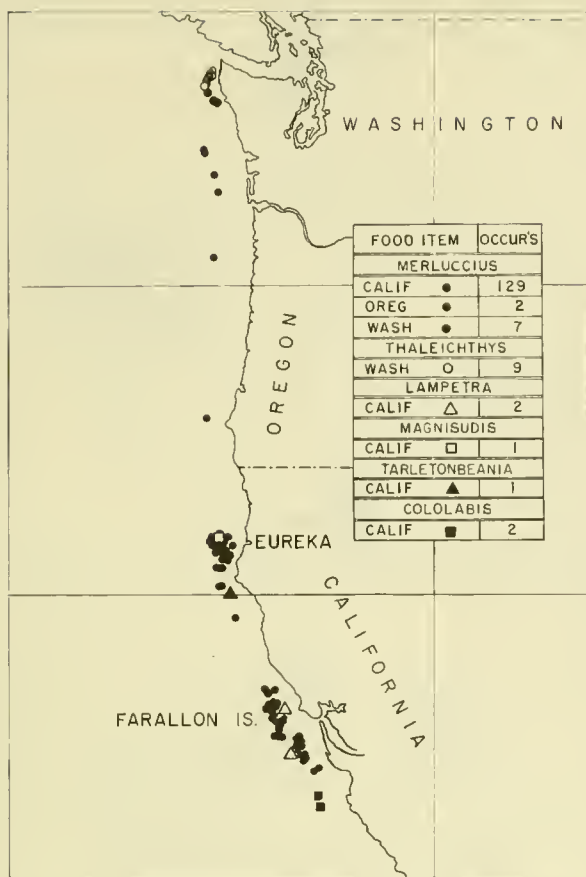 WASHINGTON
FOOD ITEM OCCUR'S
MERLUCCIUS
CALIF ● 129
OREG ● 2
WASH ● 7
THALEICHTHYS
WASH ○ 9
LAMPETRA
CALIF △ 2
MAGNISUDIS
CALIF □ 1
TARLETONBEANIA
CALIF ▲ 1
COLOLABIS
CALIF ■ 2
OREGON
EUREKA
CALIFORNIA
FARALLON IS.